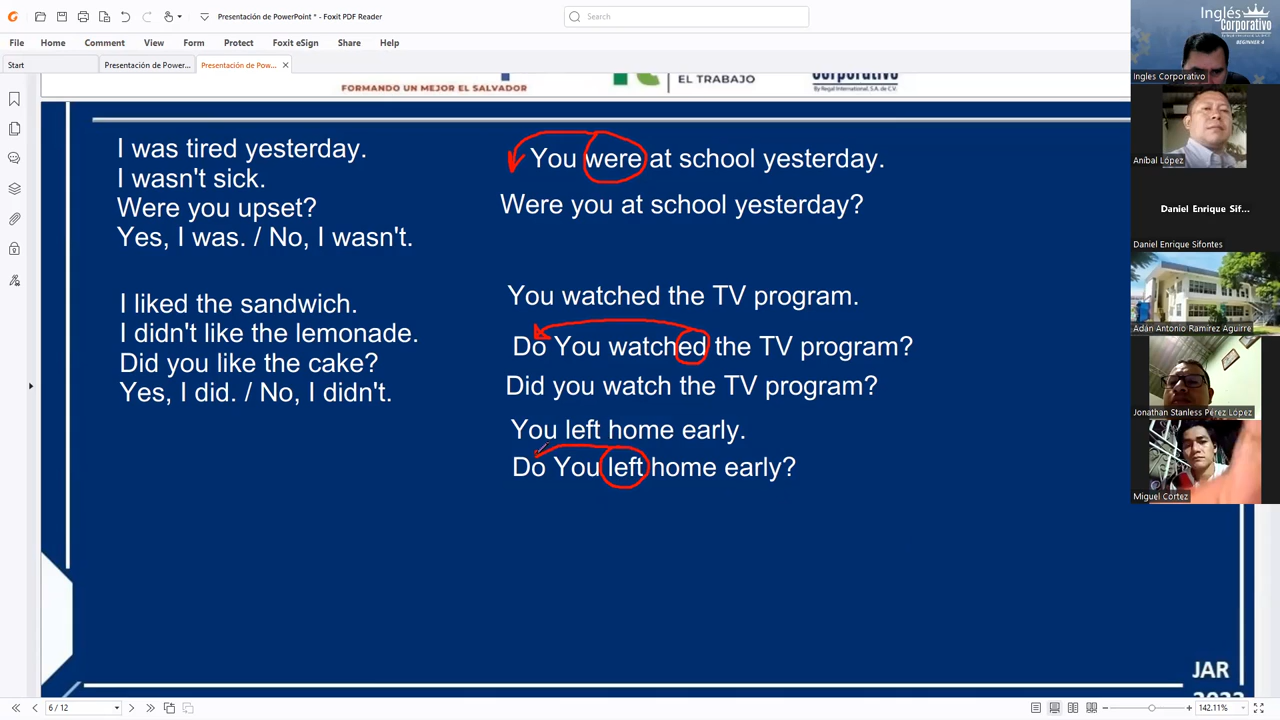 Presentación de PowerPoint * - Foxit PDF Reader
Search
File Home Comment View Form Protect Foxit eSign Share Help
Start
Presentación de Power...
Presentación de Pow...
FORMANDO UN MEJOR EL SALVADOR
EL TRABAJO
Corporativo
By Regal International, S.A. de C.V.
I was tired yesterday.
I wasn't sick.
Were you upset?
Yes, I was. / No, I wasn't.
I liked the sandwich.
I didn't like the lemonade.
Did you like the cake?
Yes, I did. / No, I didn't.
You were at school yesterday.
Were you at school yesterday?
You watched the TV program.
Do You watched the TV program?
Did you watch the TV program?
You left home early.
Do You left home early?
JAR
2023
Inglés
Corporativo
BEGINNER 4
Ingles Corporativo
Aníbal López
Daniel Enrique Sif...
Daniel Enrique Sifontes
Adán Antonio Ramírez Aguirre
Jonathan Stanless Pérez López
Miguel Cortez
6 / 12
142.11%